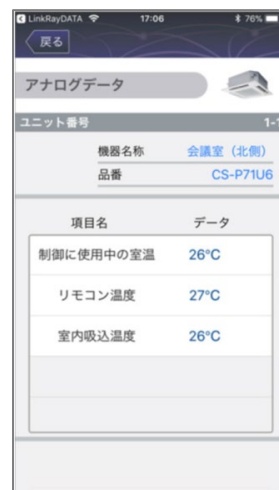 LinkRayDATA 17:06 76%
戻る
アナログデータ
ユニット番号 1-1
機器名称 会議室（北側）
品番 CS-P71U6
項目名 データ
制御に使用中の室温 26°C
リモコン温度 27°C
室内吸込温度 26°C